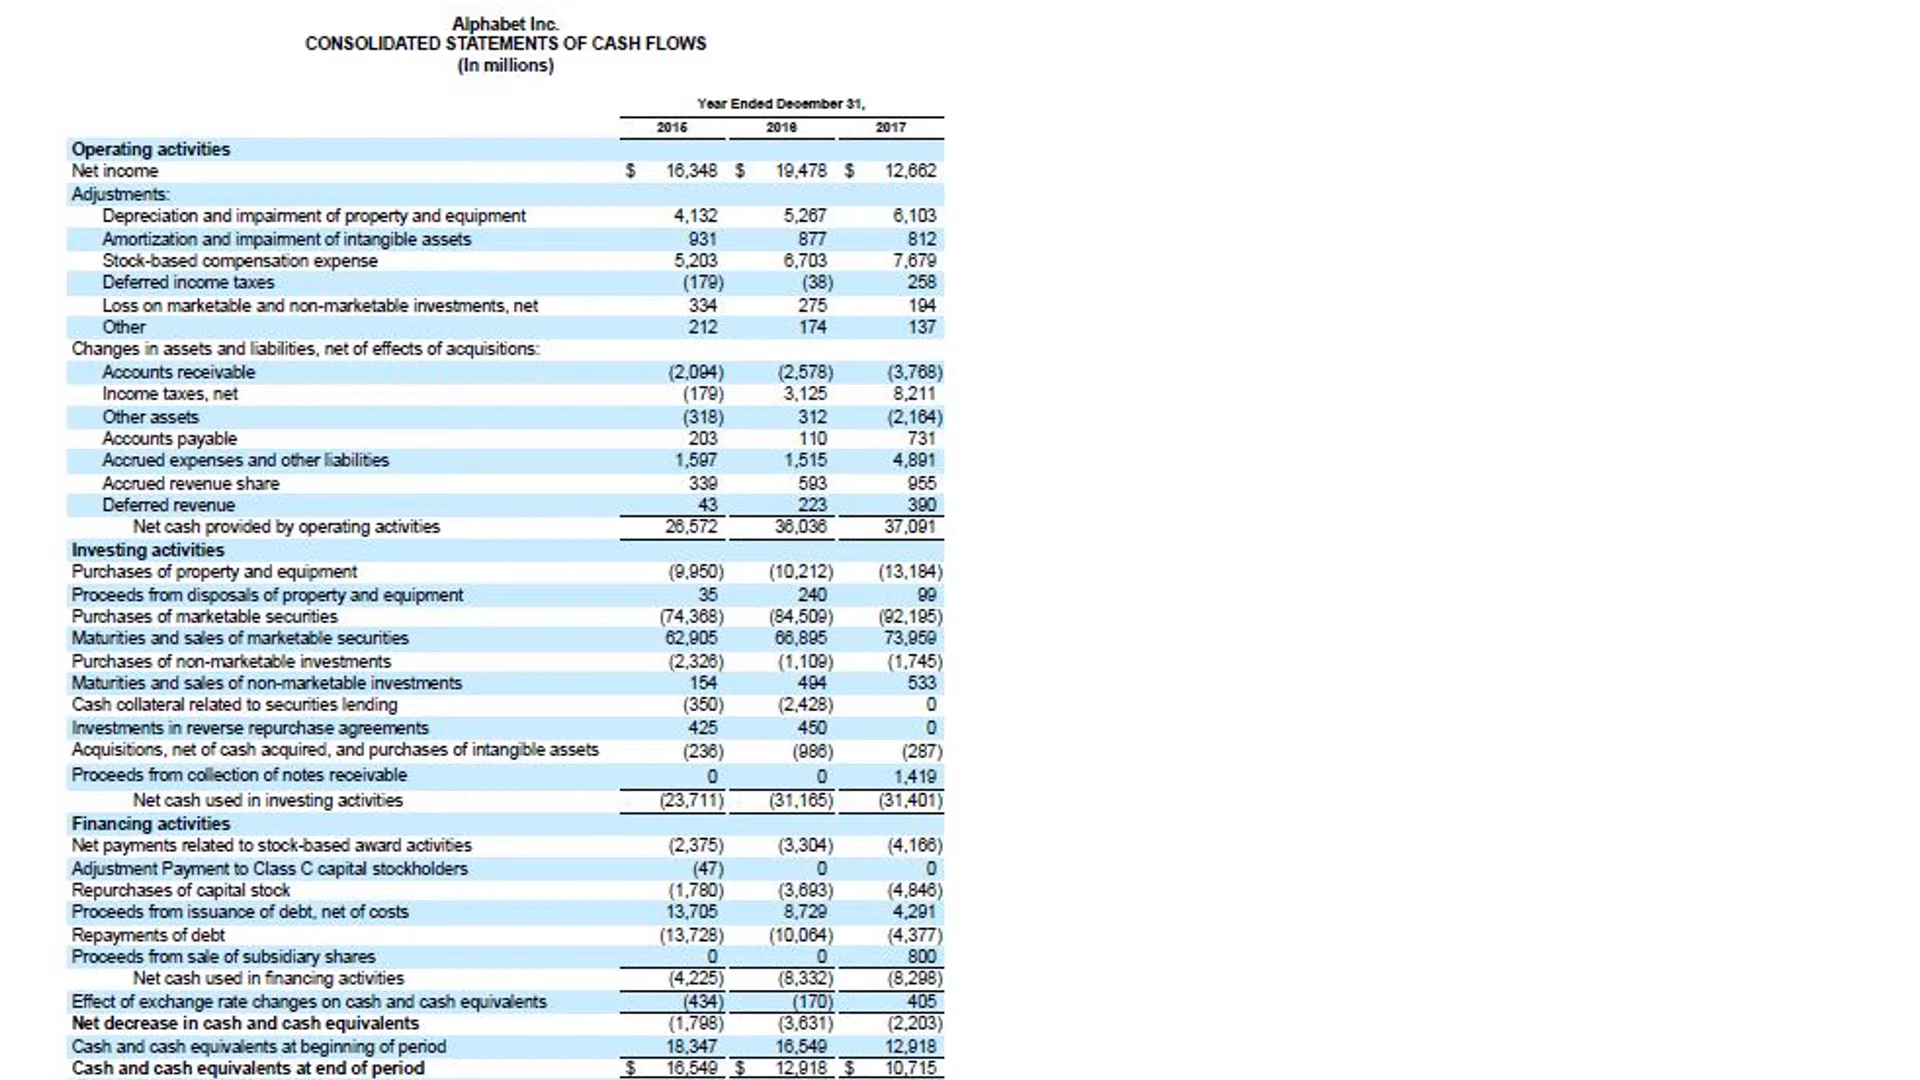 Alphabet Inc.
CONSOLIDATED STATEMENTS OF CASH FLOWS
(In millions)
Year Ended December 31,
2015 2016 2017
Operating activities
Net income $ 16,348 $ 19,478 $ 12,662
Adjustments:
Depreciation and impairment of property and equipment 4,132 5,267 6,103
Amortization and impairment of intangible assets 931 877 812
Stock-based compensation expense 5,203 6,703 7,679
Deferred income taxes (179) (38) 258
Loss on marketable and non-marketable investments, net 334 275 194
Other 212 174 137
Changes in assets and liabilities, net of effects of acquisitions:
Accounts receivable (2,094) (2,578) (3,768)
Income taxes, net (179) 3,125 8,211
Other assets (318) 312 (2,164)
Accounts payable 203 110 731
Accrued expenses and other liabilities 1,597 1,515 4,891
Accrued revenue share 339 593 955
Deferred revenue 43 223 390
Net cash provided by operating activities 26,572 36,036 37,091
Investing activities
Purchases of property and equipment (9,950) (10,212) (13,184)
Proceeds from disposals of property and equipment 35 240 99
Purchases of marketable securities (74,368) (84,509) (92,195)
Maturities and sales of marketable securities 62,905 66,895 73,959
Purchases of non-marketable investments (2,326) (1,109) (1,745)
Maturities and sales of non-marketable investments 154 494 533
Cash collateral related to securities lending (350) (2,428) 0
Investments in reverse repurchase agreements 425 450 0
Acquisitions, net of cash acquired, and purchases of intangible assets (236) (986) (287)
Proceeds from collection of notes receivable 0 0 1,419
Net cash used in investing activities (23,711) (31,165) (31,401)
Financing activities
Net payments related to stock-based award activities (2,375) (3,304) (4,166)
Adjustment Payment to Class C capital stockholders (47) 0 0
Repurchases of capital stock (1,780) (3,693) (4,846)
Proceeds from issuance of debt, net of costs 13,705 8,729 4,291
Repayments of debt (13,728) (10,064) (4,377)
Proceeds from sale of subsidiary shares 0 0 800
Net cash used in financing activities (4,225) (8,332) (8,298)
Effect of exchange rate changes on cash and cash equivalents (434) (170) 405
Net decrease in cash and cash equivalents (1,798) (3,631) (2,203)
Cash and cash equivalents at beginning of period 18,347 16,549 12,918
Cash and cash equivalents at end of period $ 16,549 $ 12,918 $ 10,715